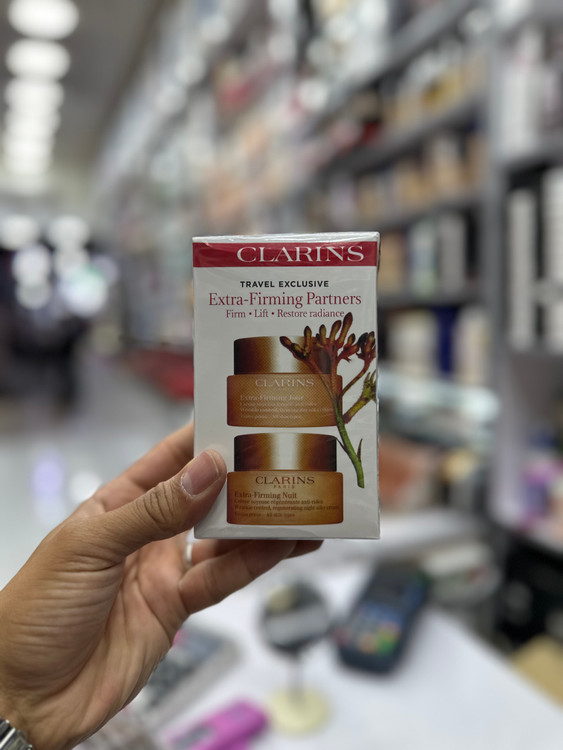 CLARINS
TRAVEL EXCLUSIVE
Extra-Firming Partners
Firm • Lift • Restore radiance
CLARINS
Extra-Firming Jour
CLARINS
PARIS
Extra-Firming Nuit